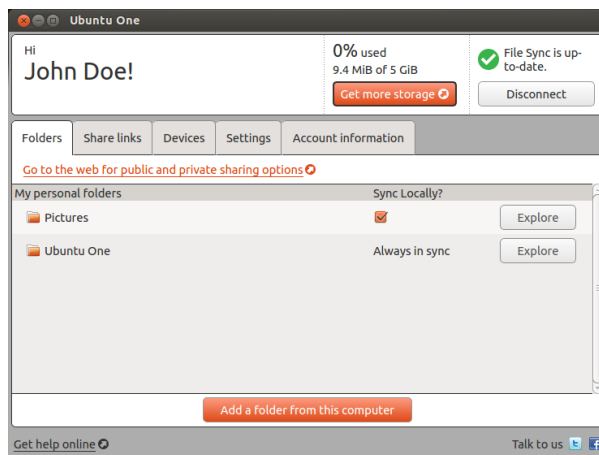 Ubuntu One
Hi
John Doe!
0% used
9.4 MiB of 5 GiB
Get more storage
File Sync is up-
to-date.
Disconnect
Folders
Share links
Devices
Settings
Account information
Go to the web for public and private sharing options
My personal folders
Sync Locally?
Pictures
Explore
Ubuntu One
Always in sync
Explore
Add a folder from this computer
Get help online
Talk to us